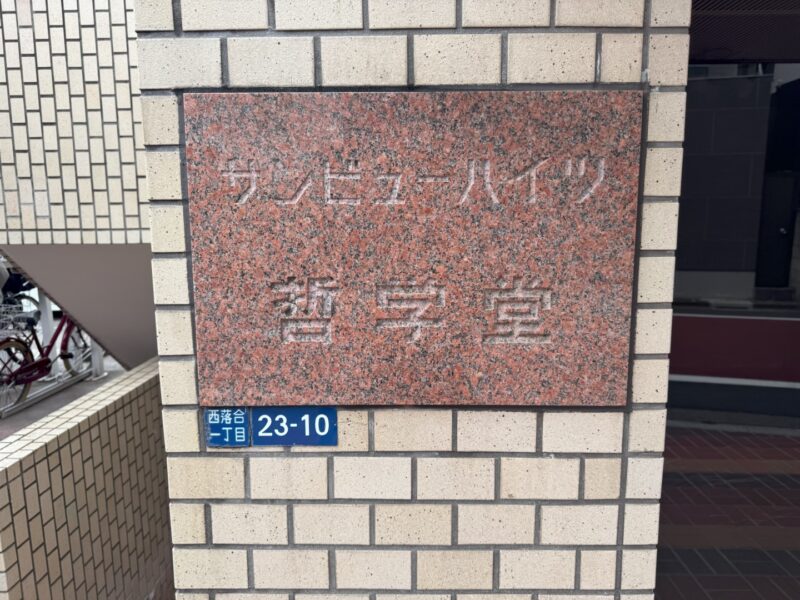 サンビューハイツ
哲学堂
西落合
一丁目
23-10